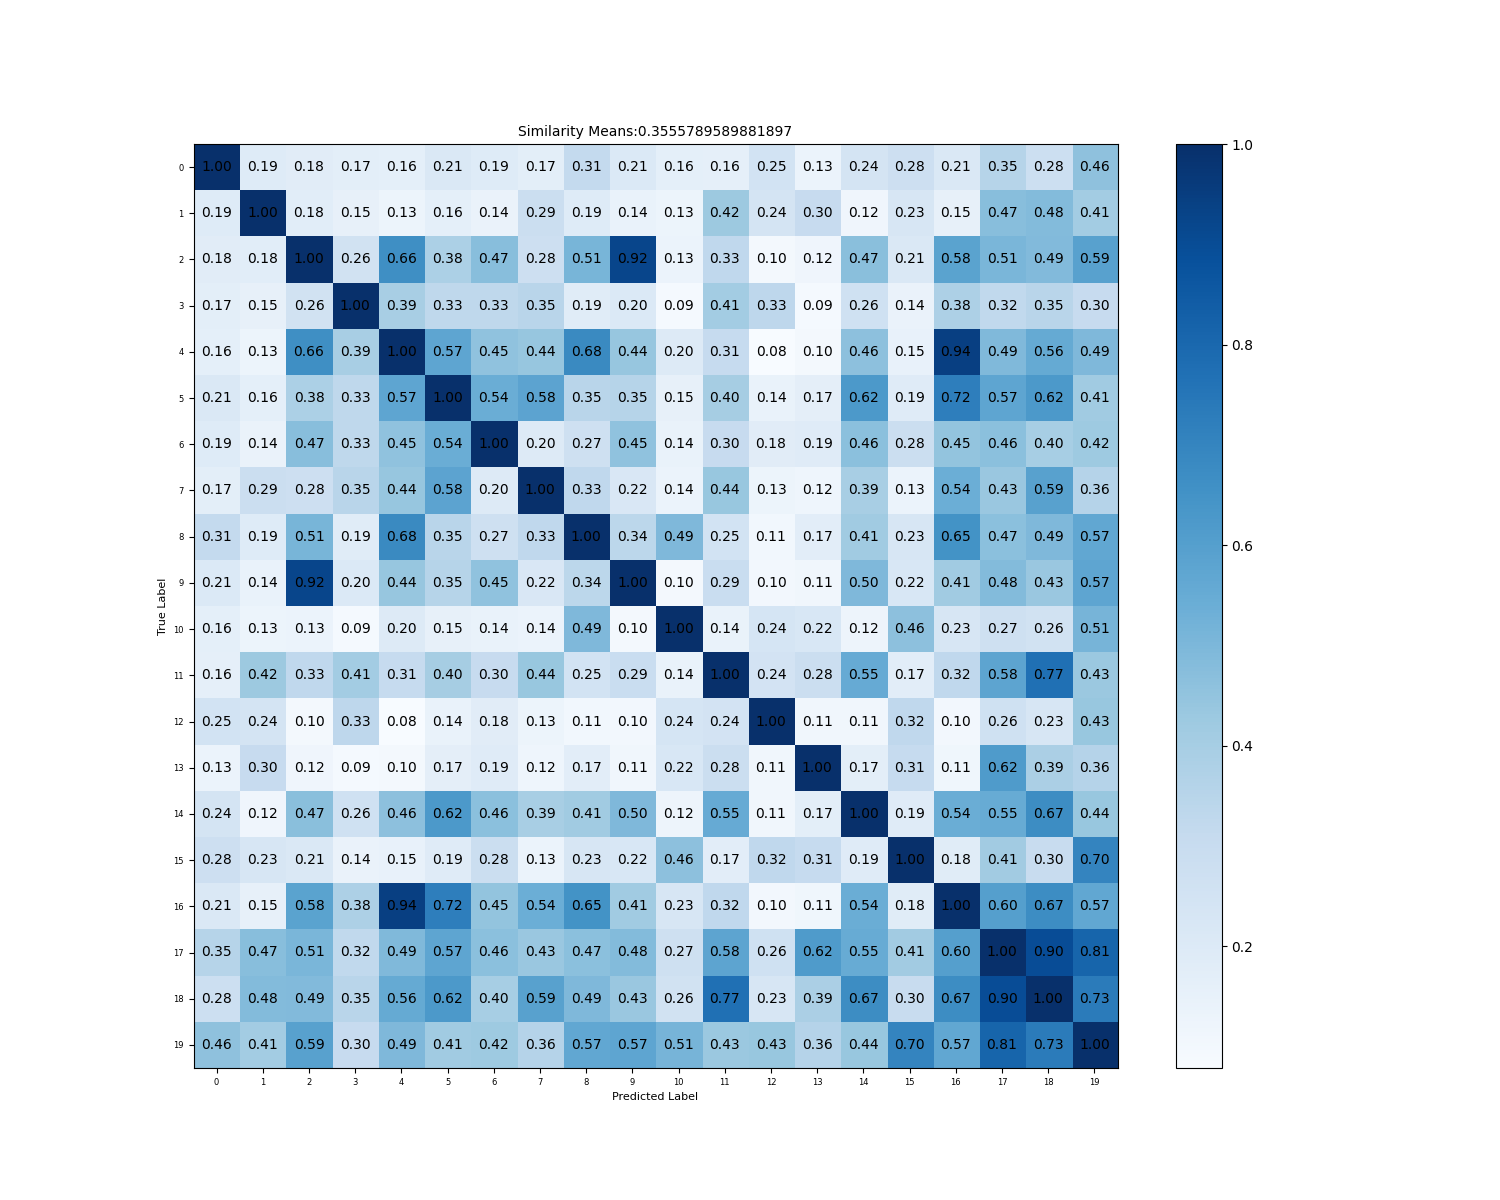 Similarity Means:0.3555789589881897
0 1.00 0.19 0.18 0.17 0.16 0.21 0.19 0.17 0.31 0.21 0.16 0.16 0.25 0.13 0.24 0.28 0.21 0.35 0.28 0.46
1 0.19 1.00 0.18 0.15 0.13 0.16 0.14 0.29 0.19 0.14 0.13 0.42 0.24 0.30 0.12 0.23 0.15 0.47 0.48 0.41
2 0.18 0.18 1.00 0.26 0.66 0.38 0.47 0.28 0.51 0.92 0.13 0.33 0.10 0.12 0.47 0.21 0.58 0.51 0.49 0.59
3 0.17 0.15 0.26 1.00 0.39 0.33 0.33 0.35 0.19 0.20 0.09 0.41 0.33 0.09 0.26 0.14 0.38 0.32 0.35 0.30
4 0.16 0.13 0.66 0.39 1.00 0.57 0.45 0.44 0.68 0.44 0.20 0.31 0.08 0.10 0.46 0.15 0.94 0.49 0.56 0.49
5 0.21 0.16 0.38 0.33 0.57 1.00 0.54 0.58 0.35 0.35 0.15 0.40 0.14 0.17 0.62 0.19 0.72 0.57 0.62 0.41
6 0.19 0.14 0.47 0.33 0.45 0.54 1.00 0.20 0.27 0.45 0.14 0.30 0.18 0.19 0.46 0.28 0.45 0.46 0.40 0.42
7 0.17 0.29 0.28 0.35 0.44 0.58 0.20 1.00 0.33 0.22 0.14 0.44 0.13 0.12 0.39 0.13 0.54 0.43 0.59 0.36
8 0.31 0.19 0.51 0.19 0.68 0.35 0.27 0.33 1.00 0.34 0.49 0.25 0.11 0.17 0.41 0.23 0.65 0.47 0.49 0.57
9 0.21 0.14 0.92 0.20 0.44 0.35 0.45 0.22 0.34 1.00 0.10 0.29 0.10 0.11 0.50 0.22 0.41 0.48 0.43 0.57
10 0.16 0.13 0.13 0.09 0.20 0.15 0.14 0.14 0.49 0.10 1.00 0.14 0.24 0.22 0.12 0.46 0.23 0.27 0.26 0.51
11 0.16 0.42 0.33 0.41 0.31 0.40 0.30 0.44 0.25 0.29 0.14 1.00 0.24 0.28 0.55 0.17 0.32 0.58 0.77 0.43
12 0.25 0.24 0.10 0.33 0.08 0.14 0.18 0.13 0.11 0.10 0.24 0.24 1.00 0.11 0.11 0.32 0.10 0.26 0.23 0.43
13 0.13 0.30 0.12 0.09 0.10 0.17 0.19 0.12 0.17 0.11 0.22 0.28 0.11 1.00 0.17 0.31 0.11 0.62 0.39 0.36
14 0.24 0.12 0.47 0.26 0.46 0.62 0.46 0.39 0.41 0.50 0.12 0.55 0.11 0.17 1.00 0.19 0.54 0.55 0.67 0.44
15 0.28 0.23 0.21 0.14 0.15 0.19 0.28 0.13 0.23 0.22 0.46 0.17 0.32 0.31 0.19 1.00 0.18 0.41 0.30 0.70
16 0.21 0.15 0.58 0.38 0.94 0.72 0.45 0.54 0.65 0.41 0.23 0.32 0.10 0.11 0.54 0.18 1.00 0.60 0.67 0.57
17 0.35 0.47 0.51 0.32 0.49 0.57 0.46 0.43 0.47 0.48 0.27 0.58 0.26 0.62 0.55 0.41 0.60 1.00 0.90 0.81
18 0.28 0.48 0.49 0.35 0.56 0.62 0.40 0.59 0.49 0.43 0.26 0.77 0.23 0.39 0.67 0.30 0.67 0.90 1.00 0.73
19 0.46 0.41 0.59 0.30 0.49 0.41 0.42 0.36 0.57 0.57 0.51 0.43 0.43 0.36 0.44 0.70 0.57 0.81 0.73 1.00
0 1 2 3 4 5 6 7 8 9 10 11 12 13 14 15 16 17 18 19
Predicted Label
True Label
1.0
0.8
0.6
0.4
0.2